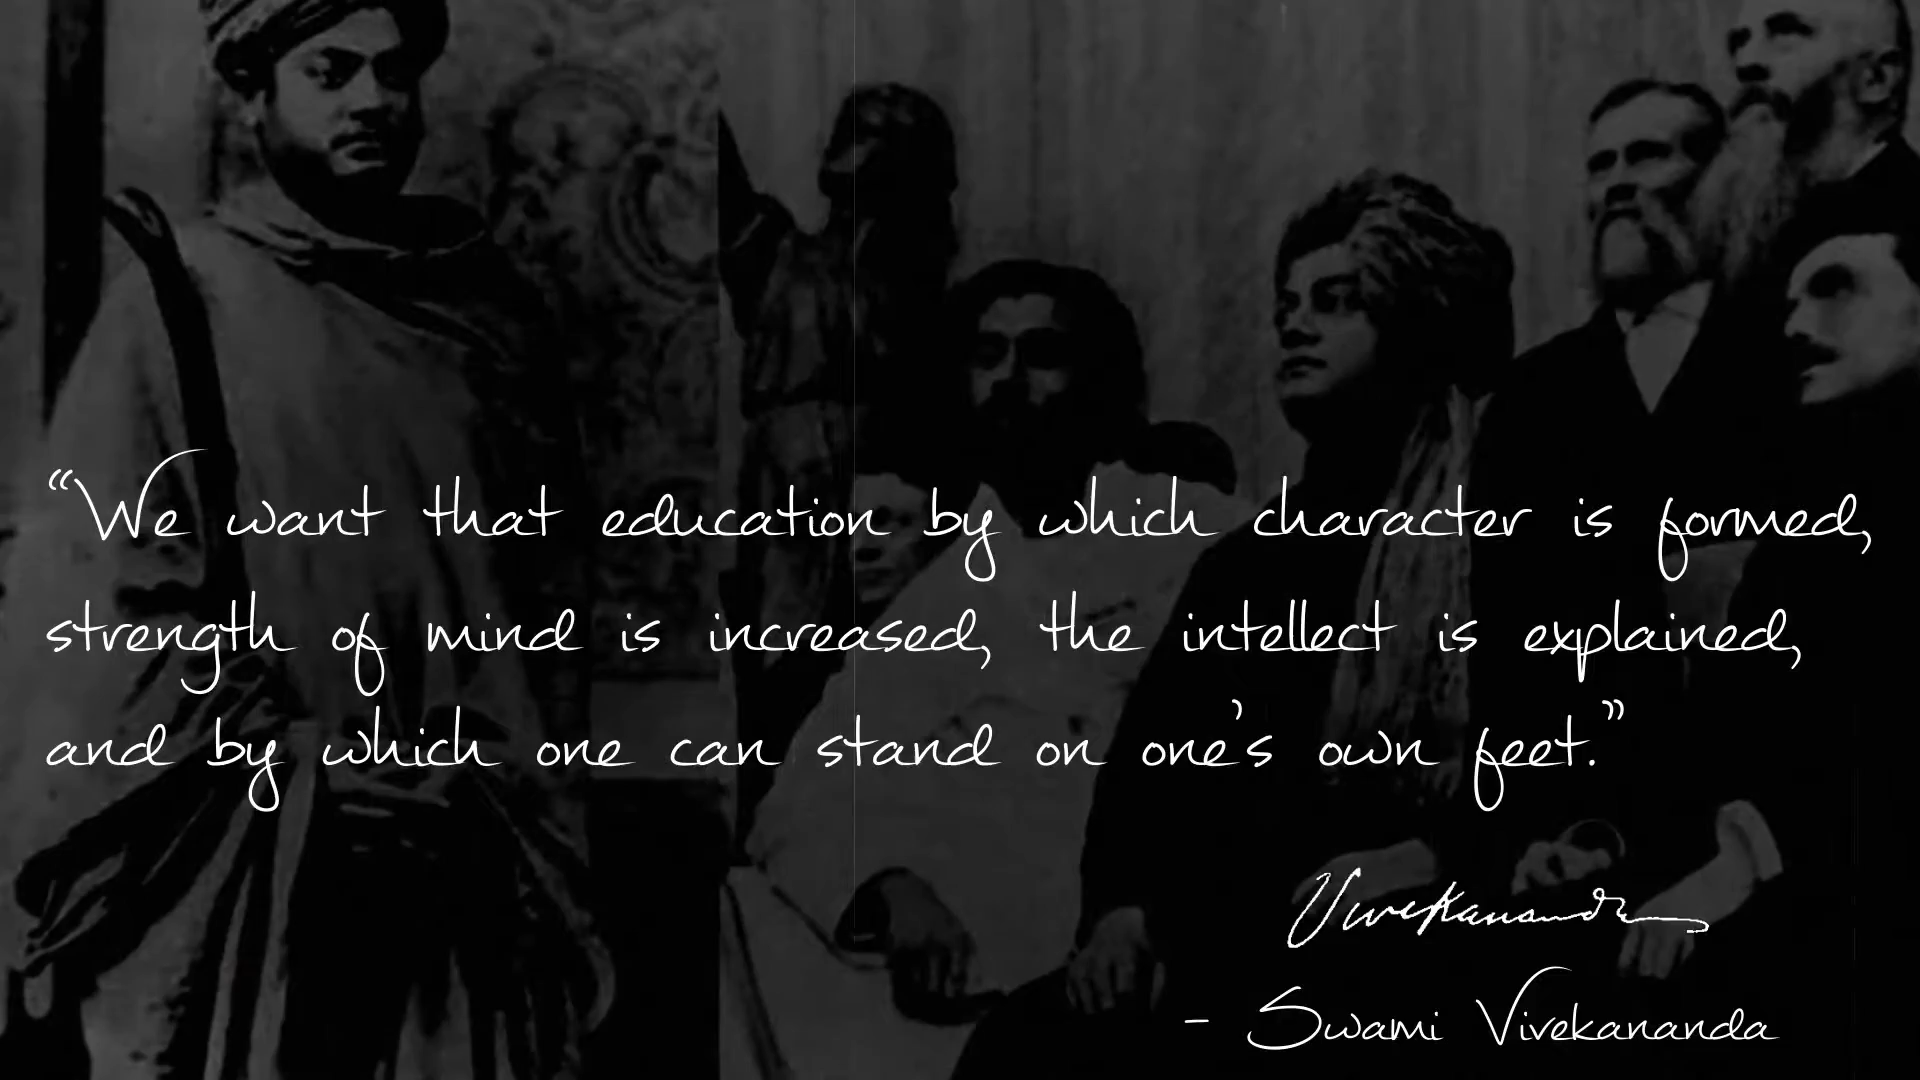 “We want that education by which character is formed,
strength of mind is increased, the intellect is explained,
and by which one can stand on one’s own feet.”
Vivekananda
- Swami Vivekananda